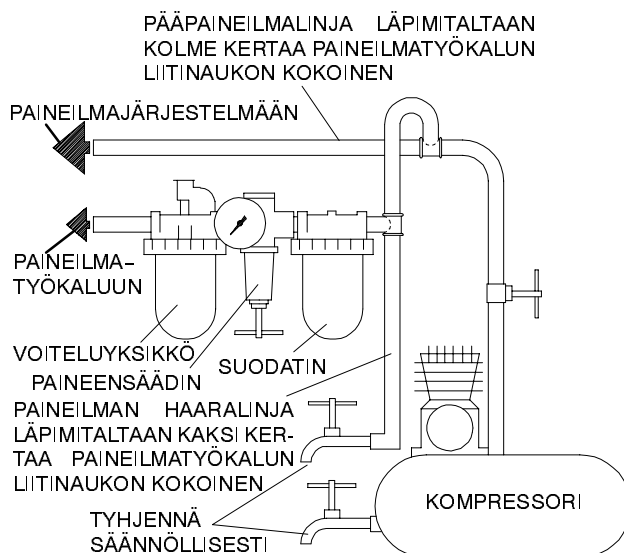 PÄÄPAINEILMALINJA LÄPIMITALTAAN
KOLME KERTAA PAINEILMATYÖKALUN
LIITINAUKON KOKOINEN
PAINEILMAJÄRJESTELMÄÄN
PAINEILMA–
TYÖKALUUN
VOITELUYKSIKKÖ
SUODATIN
PAINEENSÄÄDIN
PAINEILMAN HAARALINJA
LÄPIMITALTAAN KAKSI KER-
TAA PAINEILMATYÖKALUN
LIITINAUKON KOKOINEN
KOMPRESSORI
TYHJENNÄ
SÄÄNNÖLLISESTI